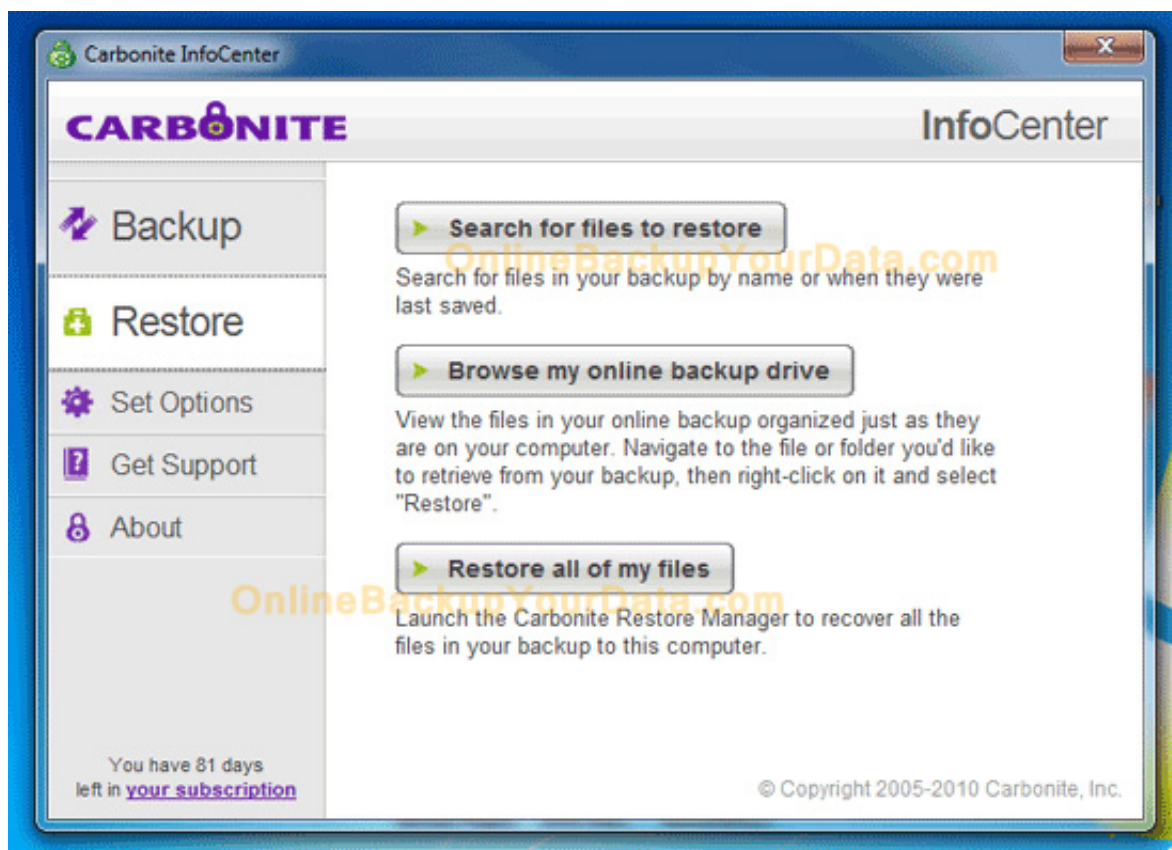 Carbonite InfoCenter
CARBONITE
InfoCenter
Backup
Restore
Set Options
Get Support
About
You have 81 days
left in your subscription
Search for files to restore
OnlineBackupYourData.com
Search for files in your backup by name or when they were
last saved.
Browse my online backup drive
View the files in your online backup organized just as they
are on your computer. Navigate to the file or folder you'd like
to retrieve from your backup, then right-click on it and select
"Restore".
Restore all of my files
OnlineBackupYourData.com
Launch the Carbonite Restore Manager to recover all the
files in your backup to this computer.
© Copyright 2005-2010 Carbonite, Inc.